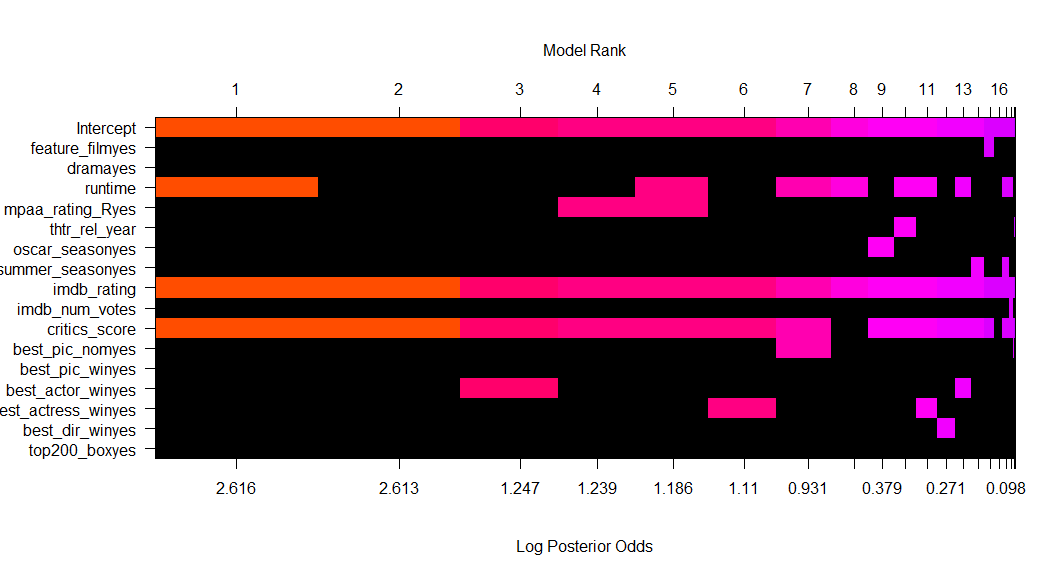 Model Rank
1 2 3 4 5 6 7 8 9 11 13 16
Intercept
feature_filmyes
dramayes
runtime
mpaa_rating_Ryes
thtr_rel_year
oscar_seasonyes
summer_seasonyes
imdb_rating
imdb_num_votes
critics_score
best_pic_nomyes
best_pic_winyes
best_actor_winyes
est_actress_winyes
best_dir_winyes
top200_boxyes
2.616 2.613 1.247 1.239 1.186 1.11 0.931 0.379 0.271 0.098
Log Posterior Odds